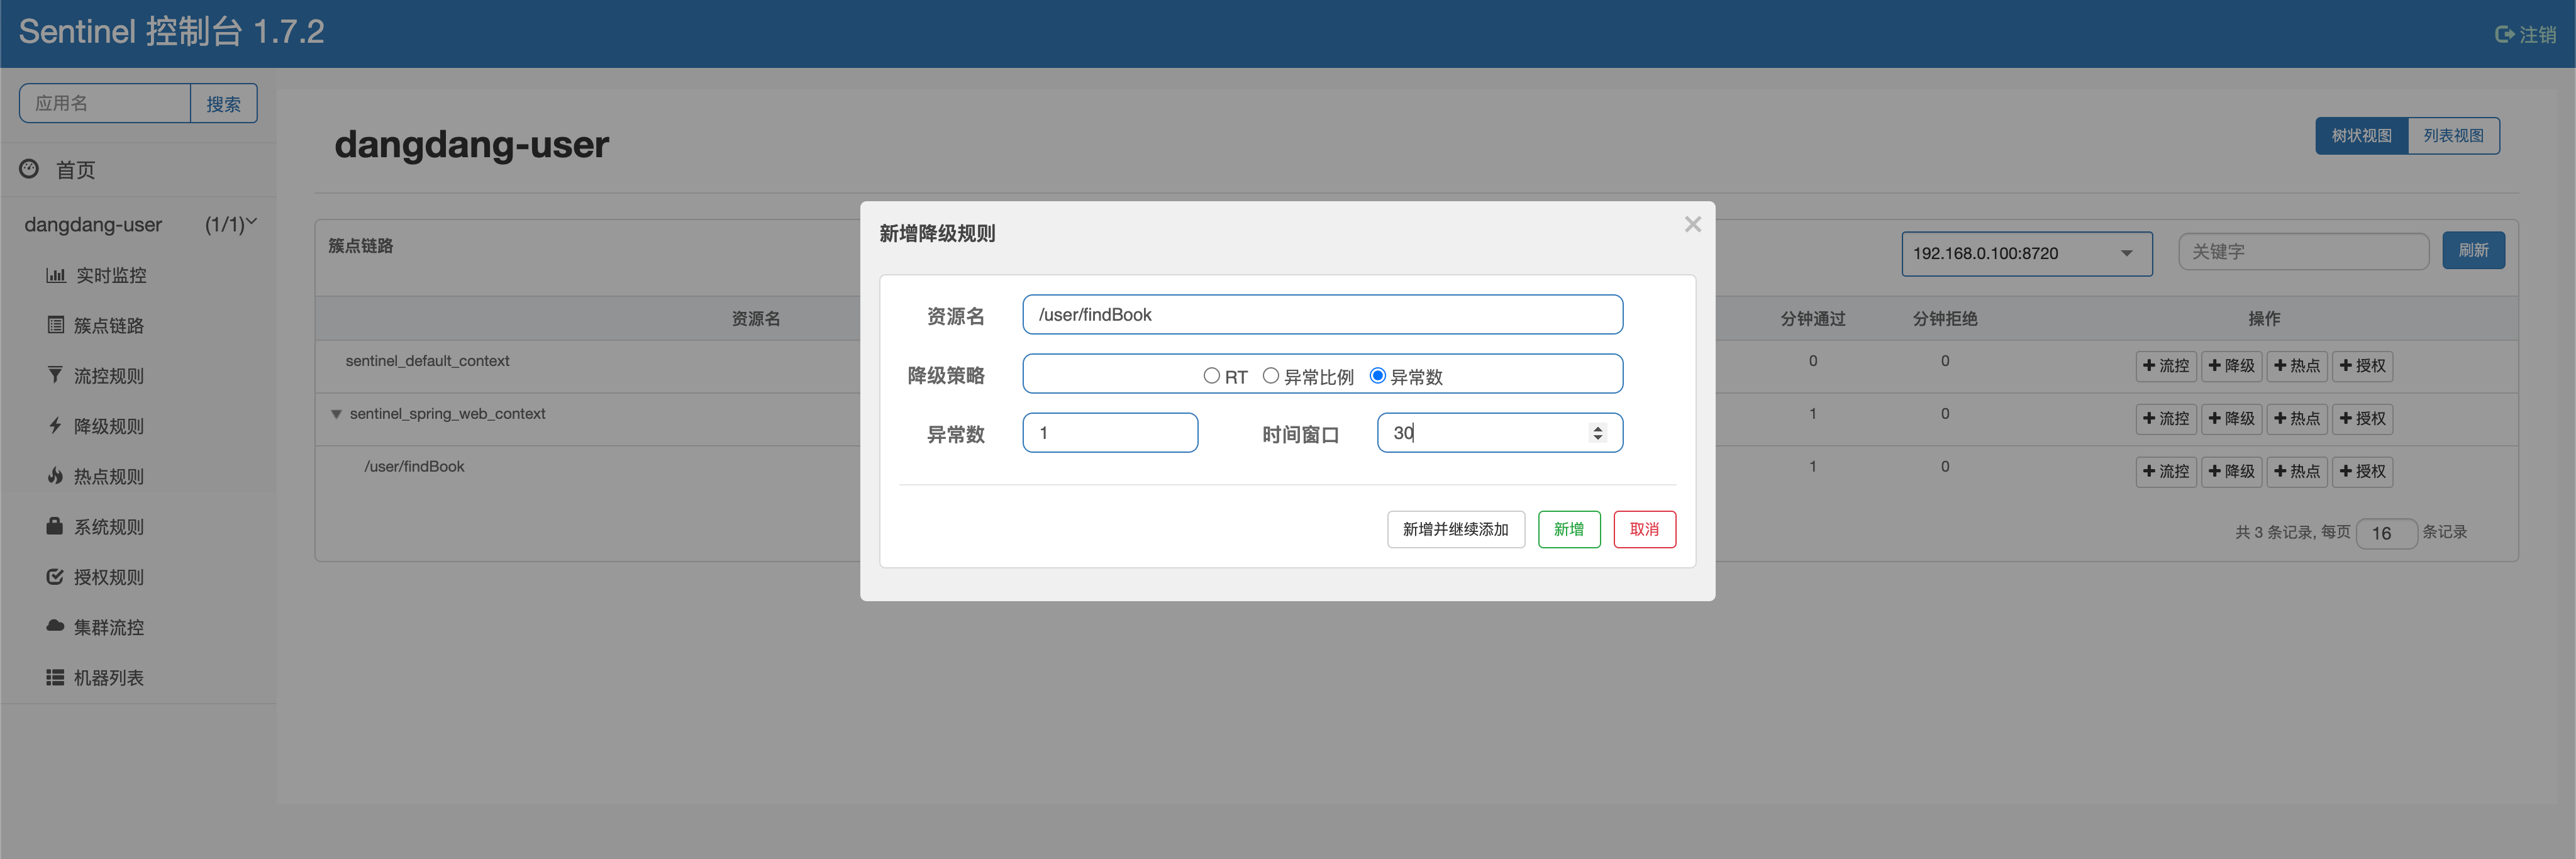 Sentinel 控制台 1.7.2
注销
应用名 搜索
首页
dangdang-user (1/1)
实时监控
簇点链路
流控规则
降级规则
热点规则
系统规则
授权规则
集群流控
机器列表
dangdang-user
树状视图 列表视图
簇点链路
192.168.0.100:8720 关键字 刷新
资源名 分钟通过 分钟拒绝 操作
sentinel_default_context 0 0 流控 降级 热点 授权
sentinel_spring_web_context 1 0 流控 降级 热点 授权
/user/findBook 1 0 流控 降级 热点 授权
共 3 条记录, 每页 16 条记录
新增降级规则
资源名 /user/findBook
降级策略 RT 异常比例 异常数
异常数 1 时间窗口 30
新增并继续添加 新增 取消